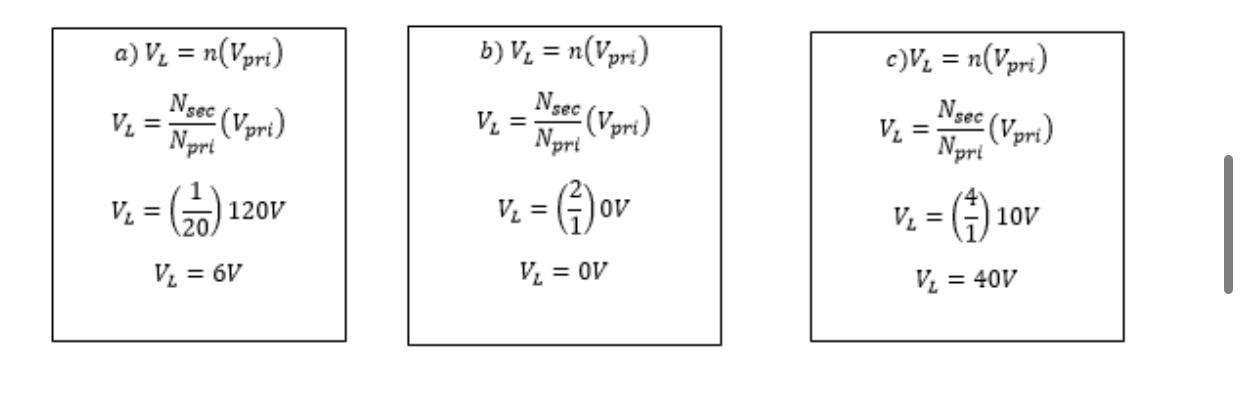 a) V_L = n(V_pri)
V_L = N_sec/N_pri (V_pri)
V_L = (1/20) 120V
V_L = 6V
b) V_L = n(V_pri)
V_L = N_sec/N_pri (V_pri)
V_L = (2/1) 0V
V_L = 0V
c)V_L = n(V_pri)
V_L = N_sec/N_pri (V_pri)
V_L = (4/1) 10V
V_L = 40V